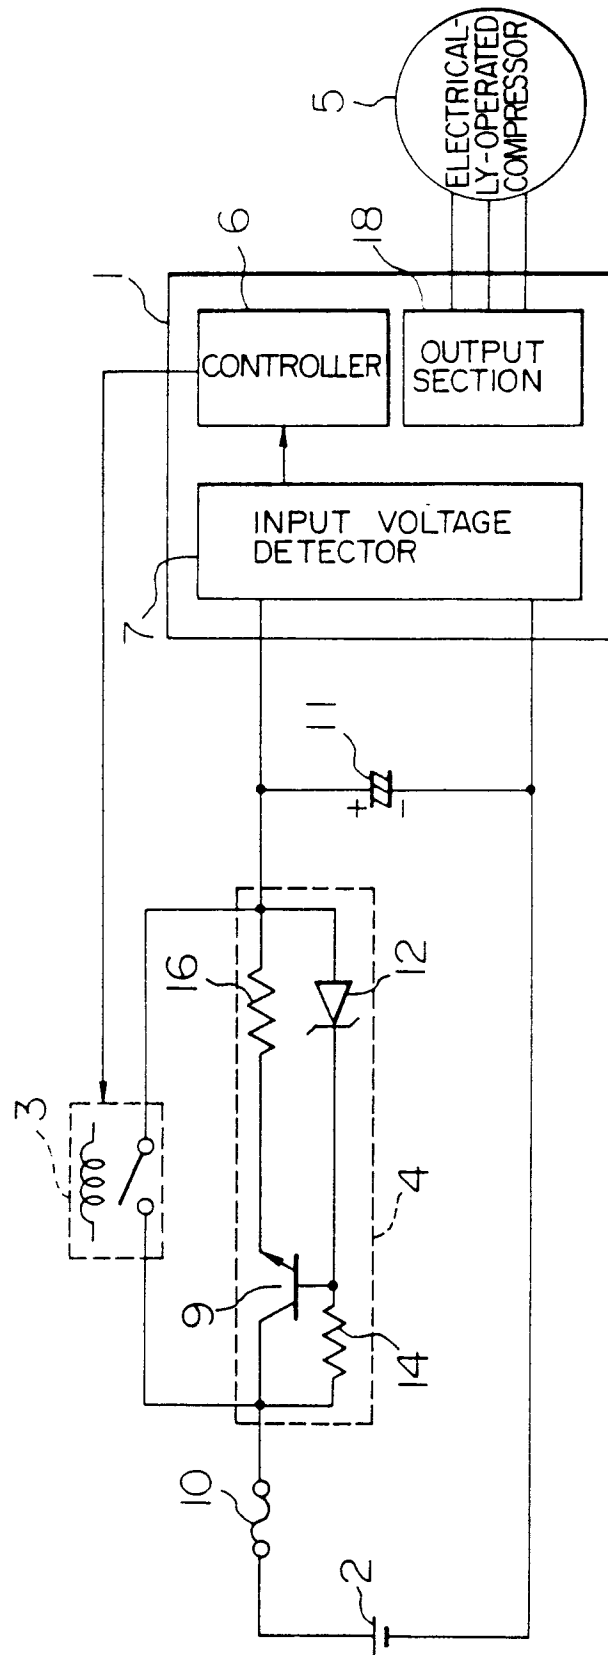 ELECTRICAL-
LY-OPERATED
COMPRESSOR
5
1
6
18
CONTROLLER
OUTPUT
SECTION
INPUT VOLTAGE
DETECTOR
7
11
+
-
3
16
12
9
4
14
10
2